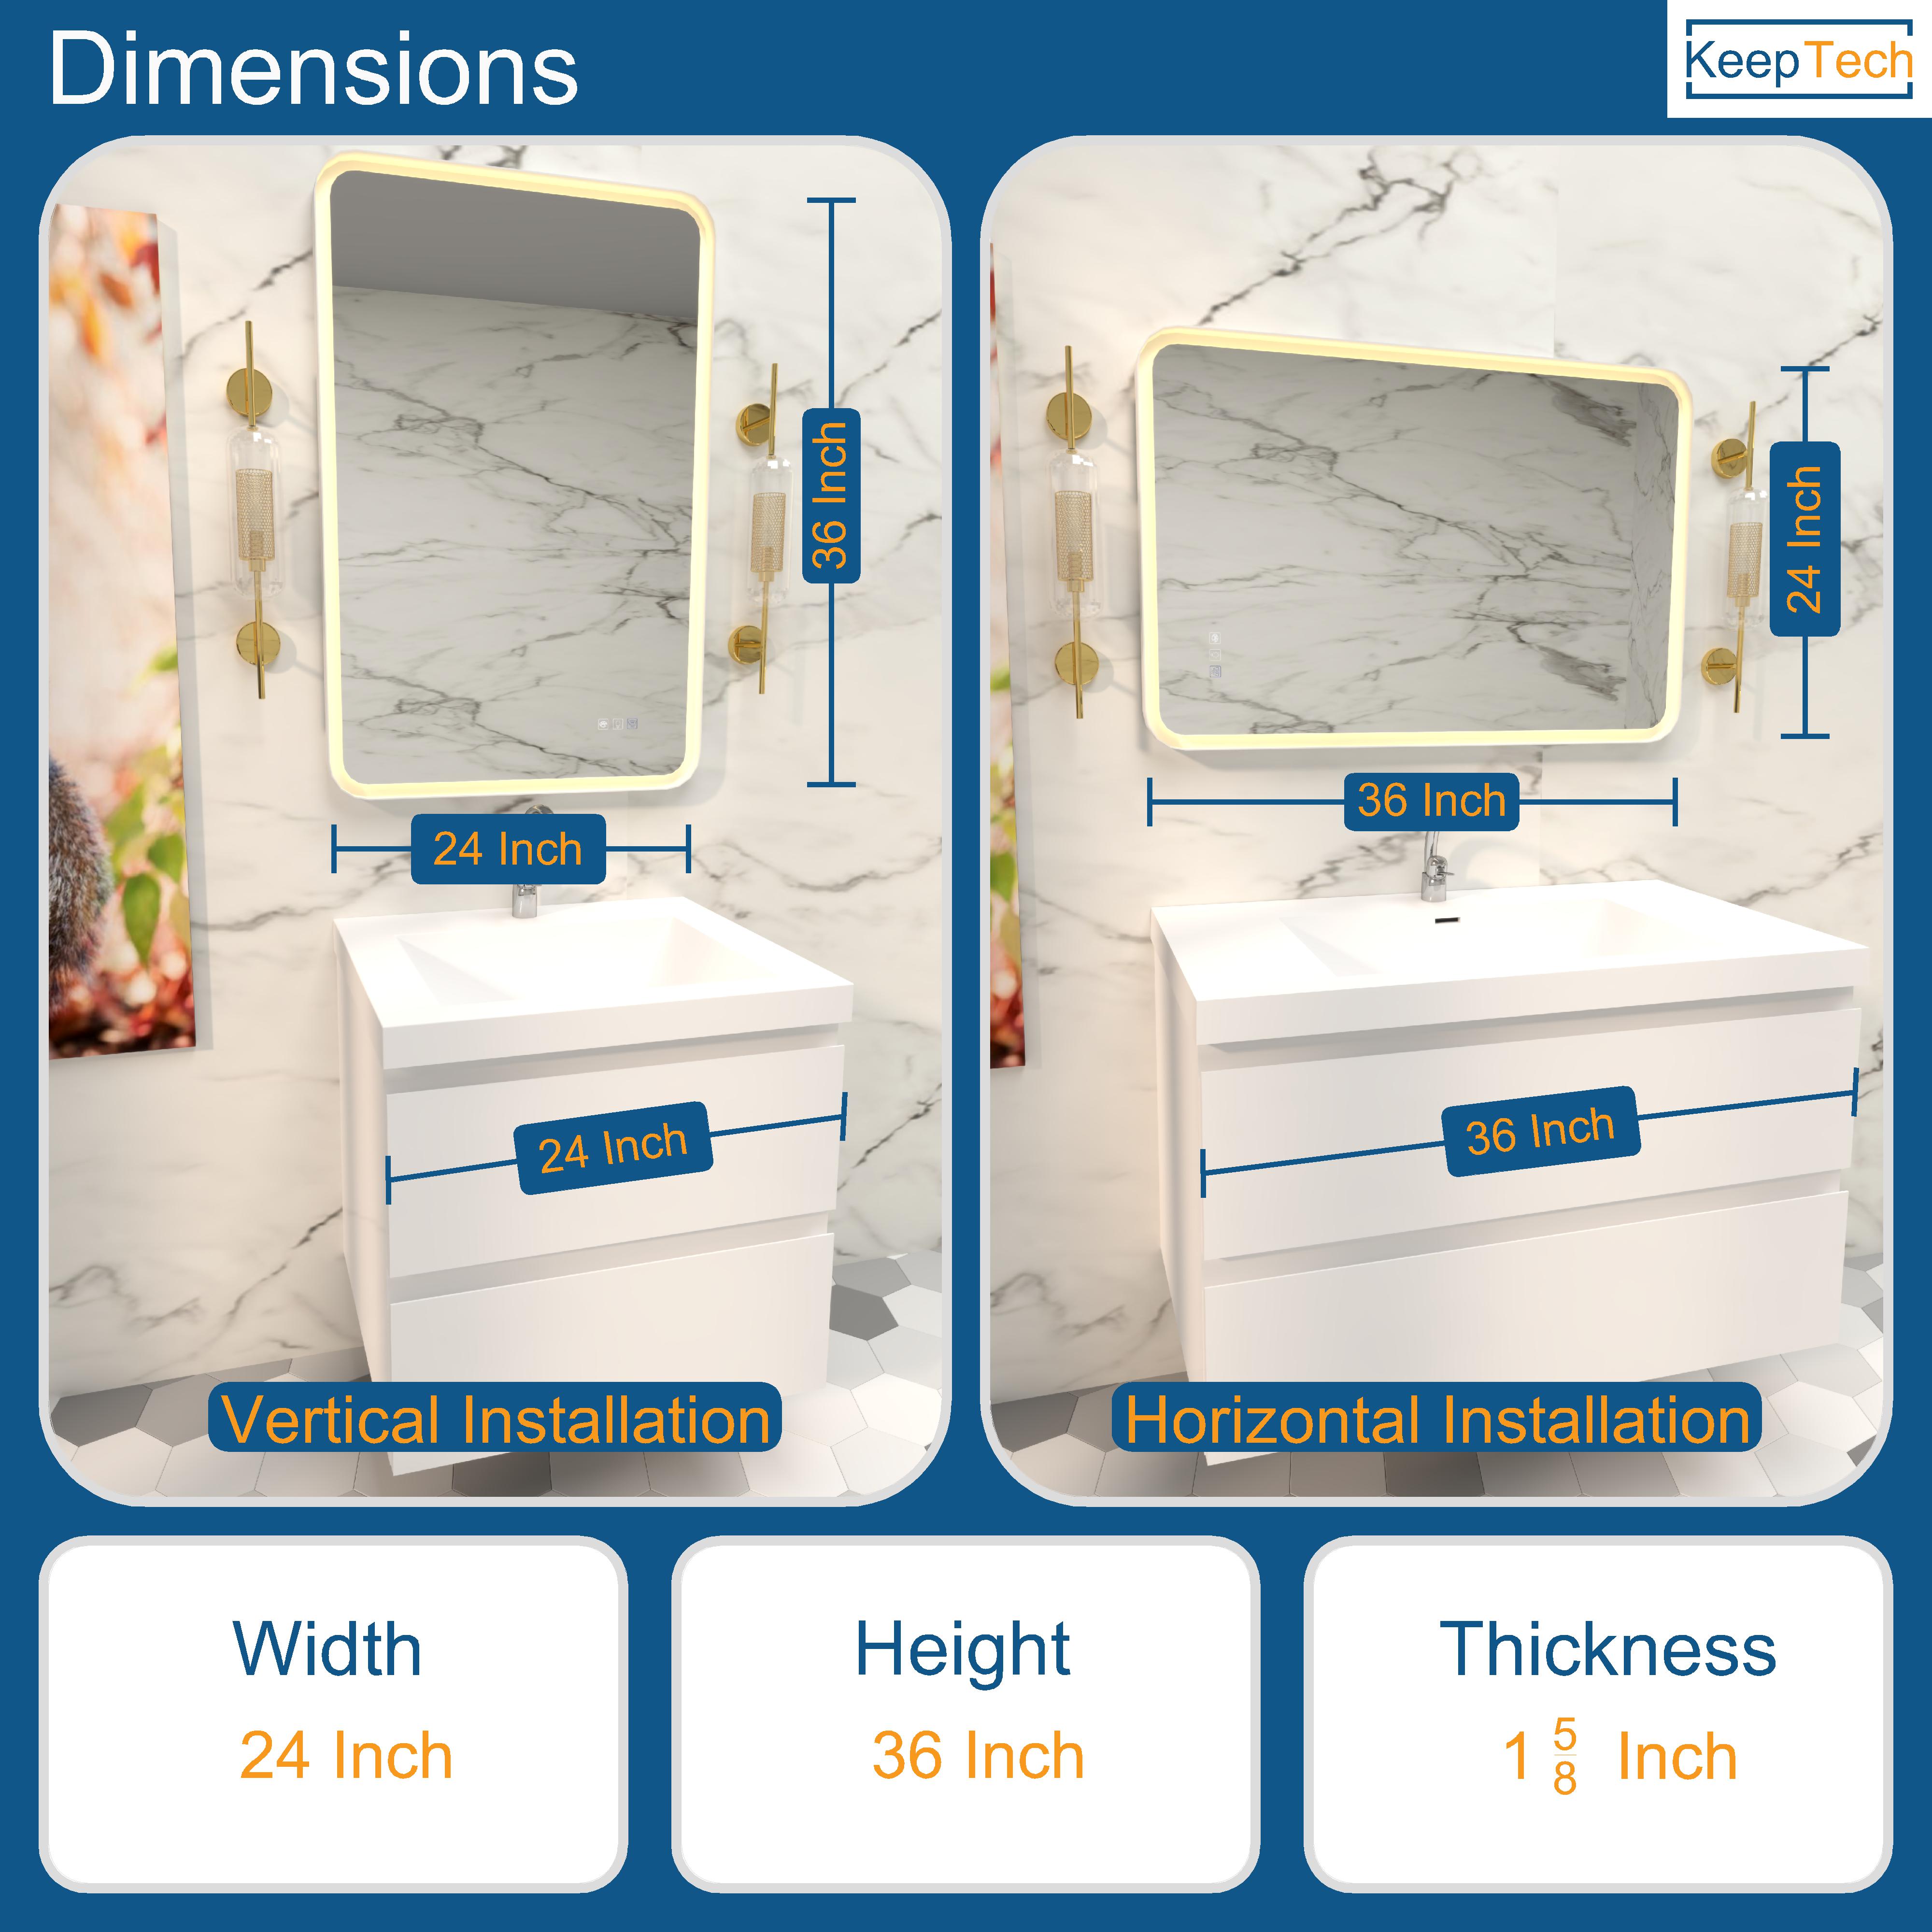 Dimensions
KeepTech
36 Inch
24 Inch
24 Inch
Vertical Installation
24 Inch
36 Inch
36 Inch
Horizontal Installation
Width
24 Inch
Height
36 Inch
Thickness
1 5/8 Inch